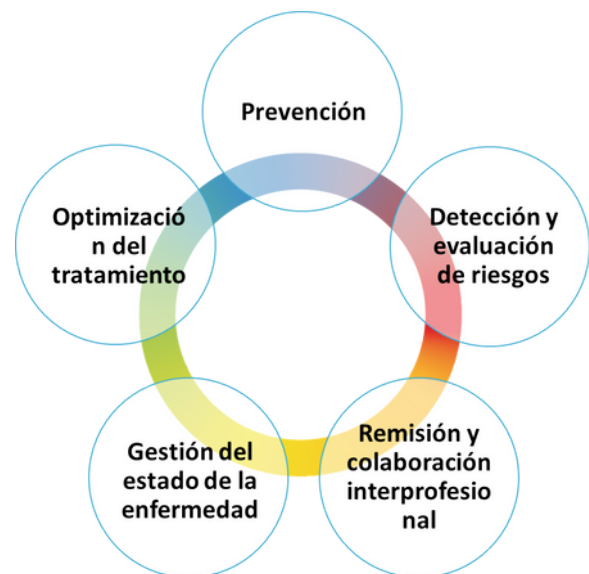 Prevención
Detección y
evaluación
de riesgos
Remisión y
colaboración
interprofesio
nal
Gestión del
estado de la
enfermedad
Optimizació
n del
tratamiento